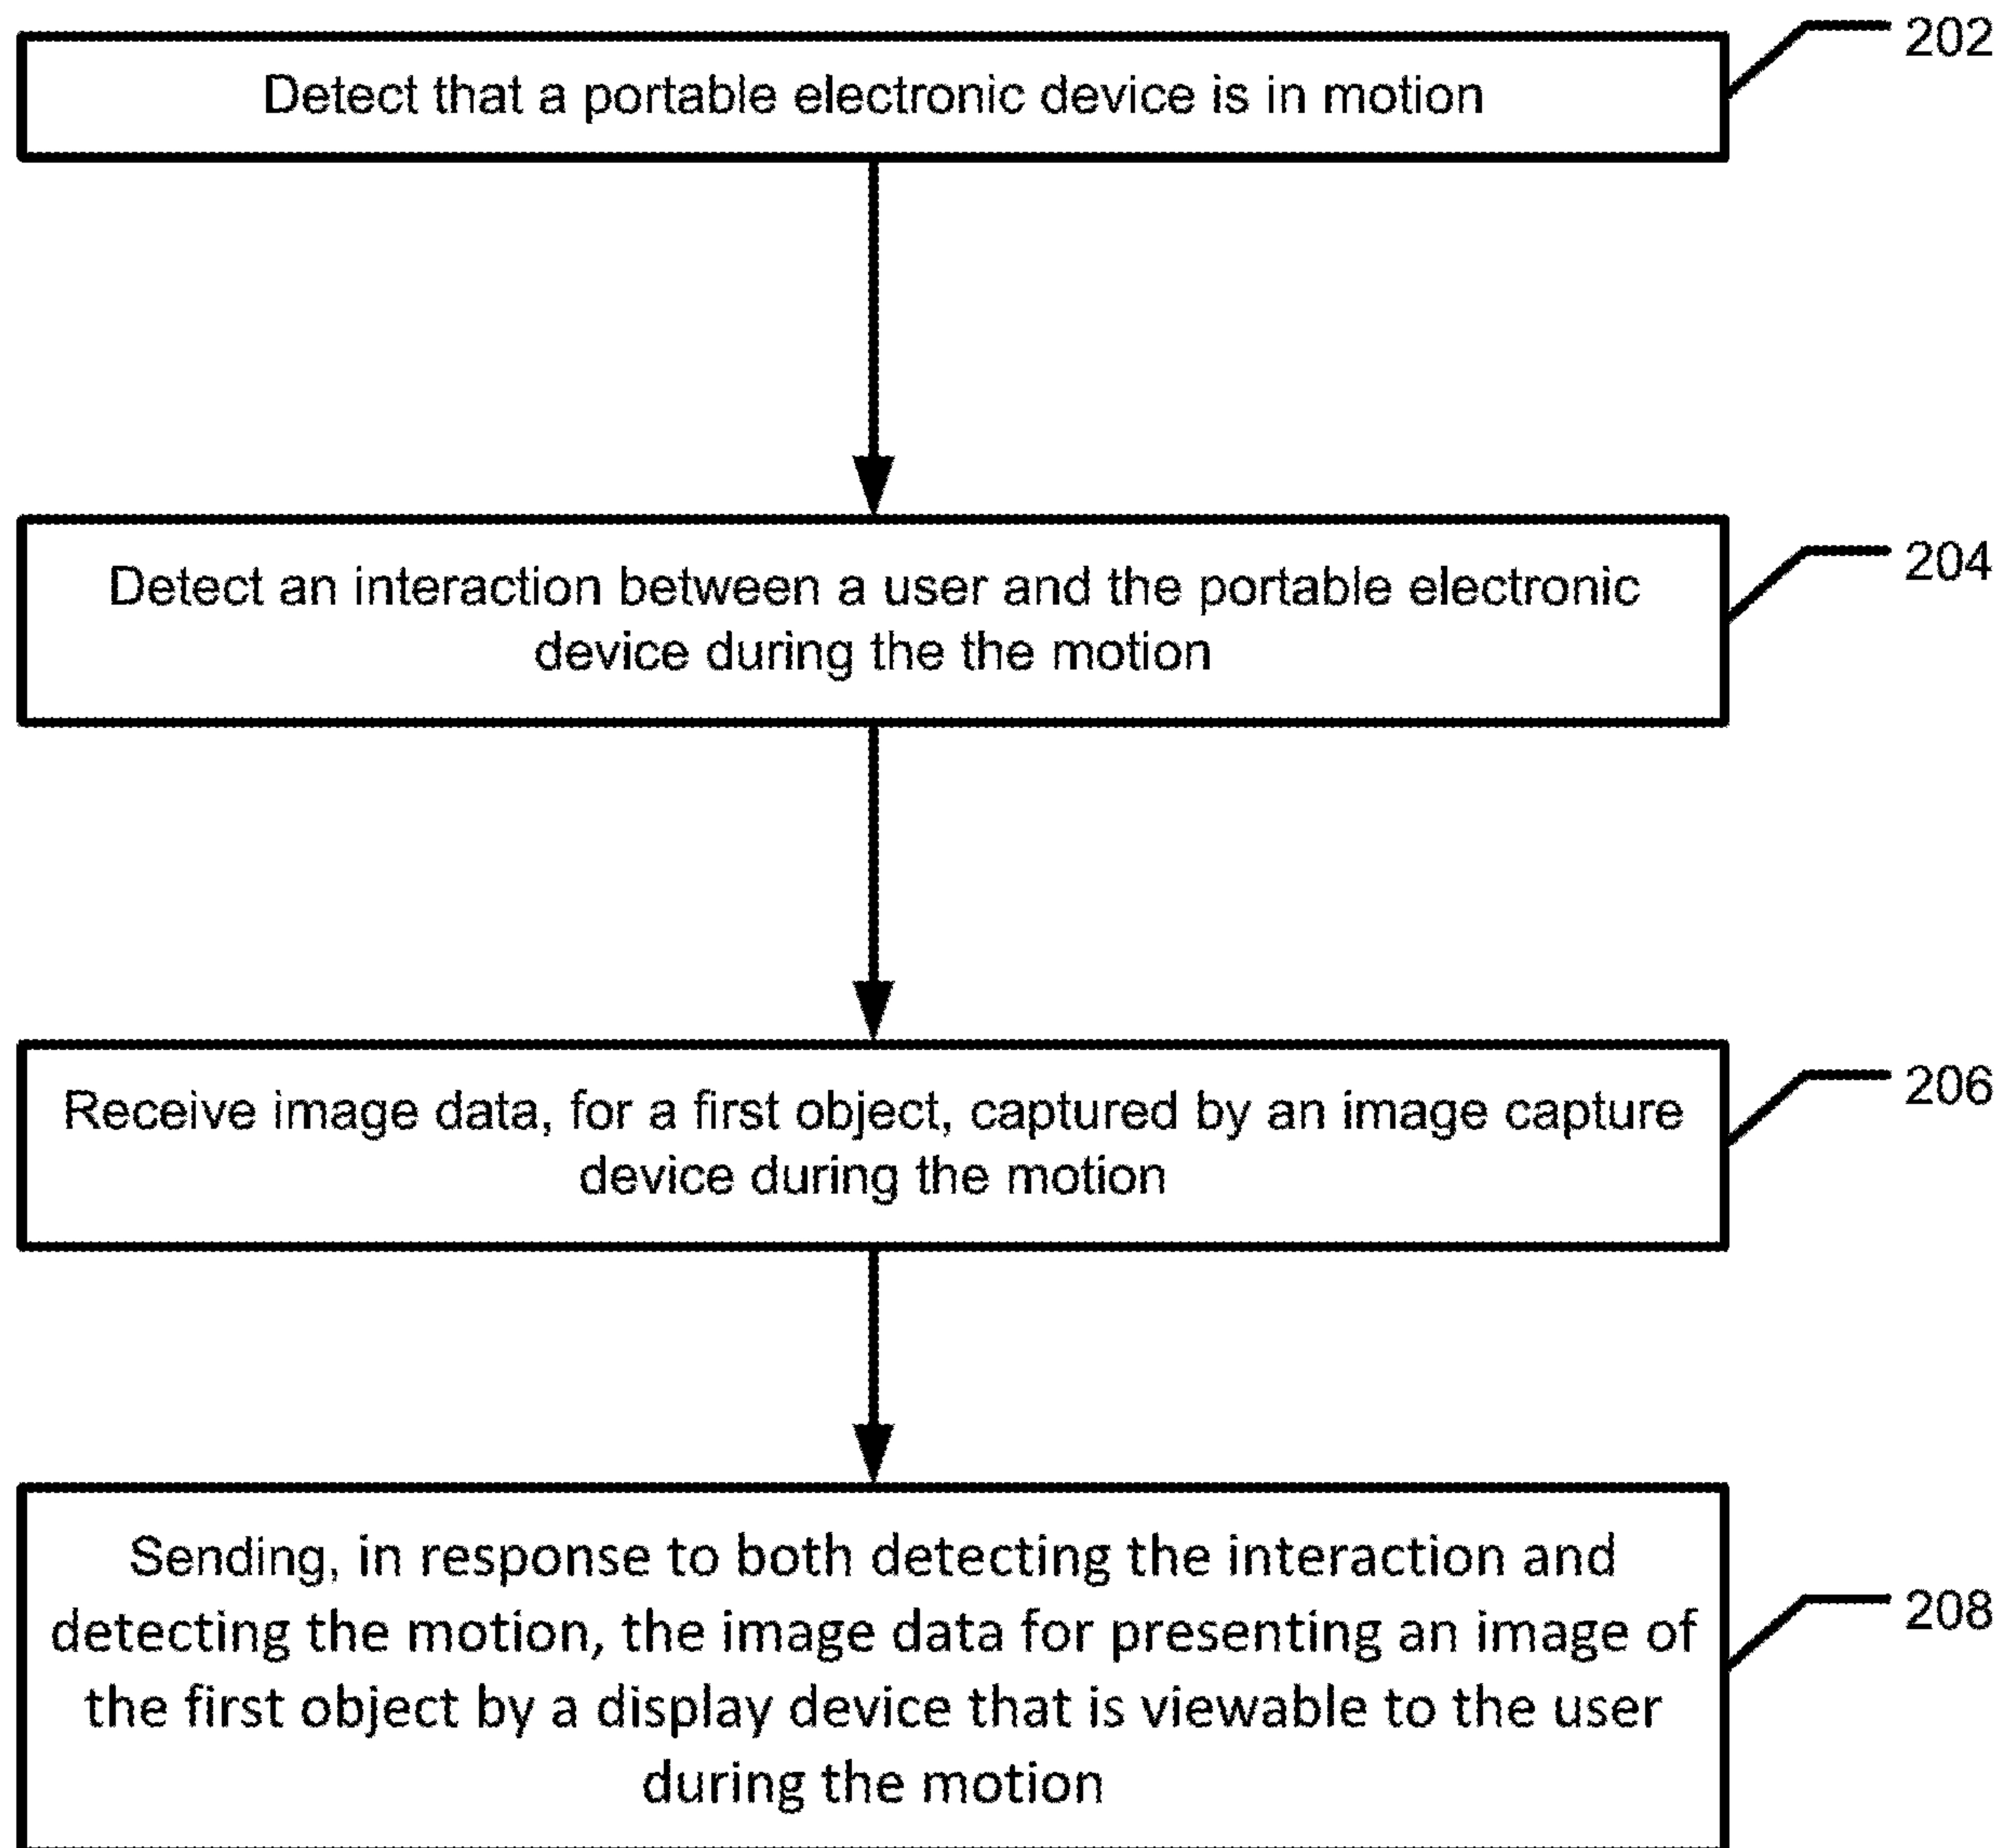 202
Detect that a portable electronic device is in motion
204
Detect an interaction between a user and the portable electronic
device during the the motion
206
Receive image data, for a first object, captured by an image capture
device during the motion
208
Sending, in response to both detecting the interaction and
detecting the motion, the image data for presenting an image of
the first object by a display device that is viewable to the user
during the motion